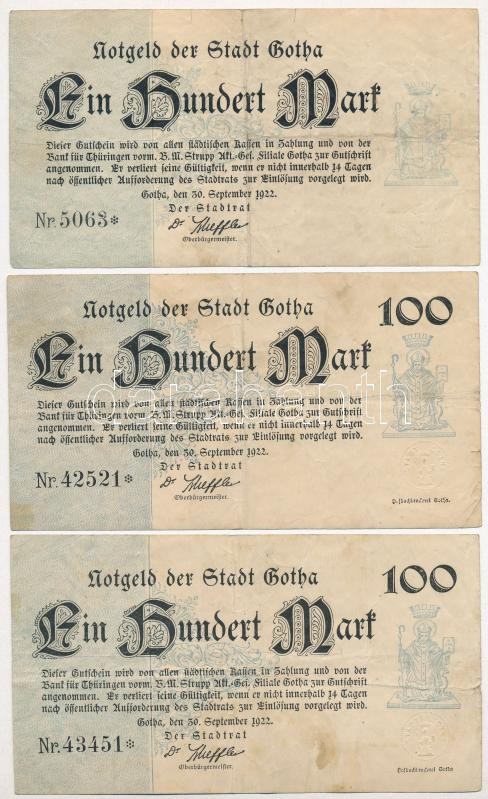 Notgeld der Stadt Gotha
Ein Hundert Mark
Dieser Gutschein wird von allen städtischen Kassen in Zahlung und von der
Bank für Thüringen vorm. B. M. Strupp Akt.-Ges. Filiale Gotha zur Gutschrift
angenommen. Er verliert seine Gültigkeit, wenn er nicht innerhalb 14 Tagen
nach öffentlicher Aufforderung des Stadtrats zur Einlösung vorgelegt wird.
Gotha, den 30. September 1922.
Der Stadtrat
Nr. 5063*
Dr
Oberbürgermeister.
Notgeld der Stadt Gotha
100
Ein Hundert Mark
Dieser Gutschein wird von allen städtischen Kassen in Zahlung und von der
Bank für Thüringen vorm. B. M. Strupp Akt.-Ges. Filiale Gotha zur Gutschrift
angenommen. Er verliert seine Gültigkeit, wenn er nicht innerhalb 14 Tagen
nach öffentlicher Aufforderung des Stadtrats zur Einlösung vorgelegt wird.
Gotha, den 30. September 1922.
Der Stadtrat
Nr. 42521*
Dr
Oberbürgermeister.
Gotha.
Notgeld der Stadt Gotha
100
Ein Hundert Mark
Dieser Gutschein wird von allen städtischen Kassen in Zahlung und von der
Bank für Thüringen vorm. B. M. Strupp Akt.-Ges. Filiale Gotha zur Gutschrift
angenommen. Er verliert seine Gültigkeit, wenn er nicht innerhalb 14 Tagen
nach öffentlicher Aufforderung des Stadtrats zur Einlösung vorgelegt wird.
Gotha, den 30. September 1922.
Der Stadtrat
Nr. 43451*
Dr
Oberbürgermeister.
Gotha